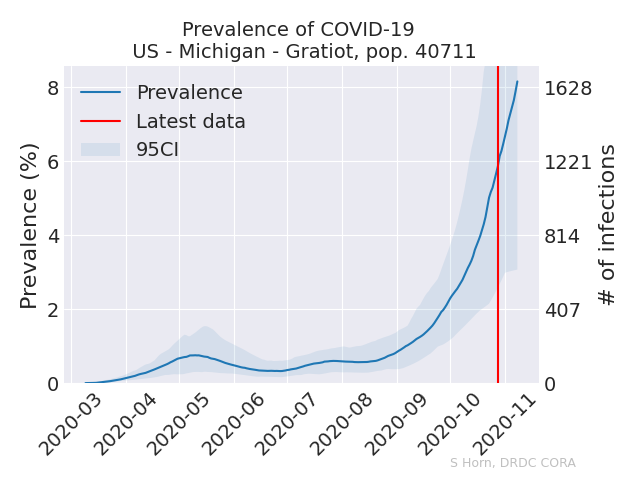 Prevalence of COVID-19
US - Michigan - Gratiot, pop. 40711
Prevalence
Latest data
95CI
Prevalence (%)
8
6
4
2
0
1628
1221
814
407
0
# of infections
2020-03
2020-04
2020-05
2020-06
2020-07
2020-08
2020-09
2020-10
2020-11
S Horn, DRDC CORA